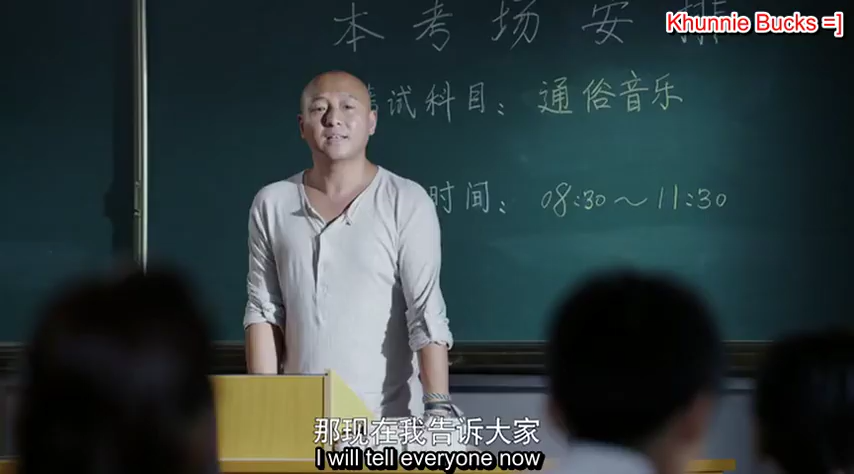 Khunnie Bucks =]
本考场安排
试科目：通俗音乐
时间：08:30～11:30
那现在我告诉大家
I will tell everyone now